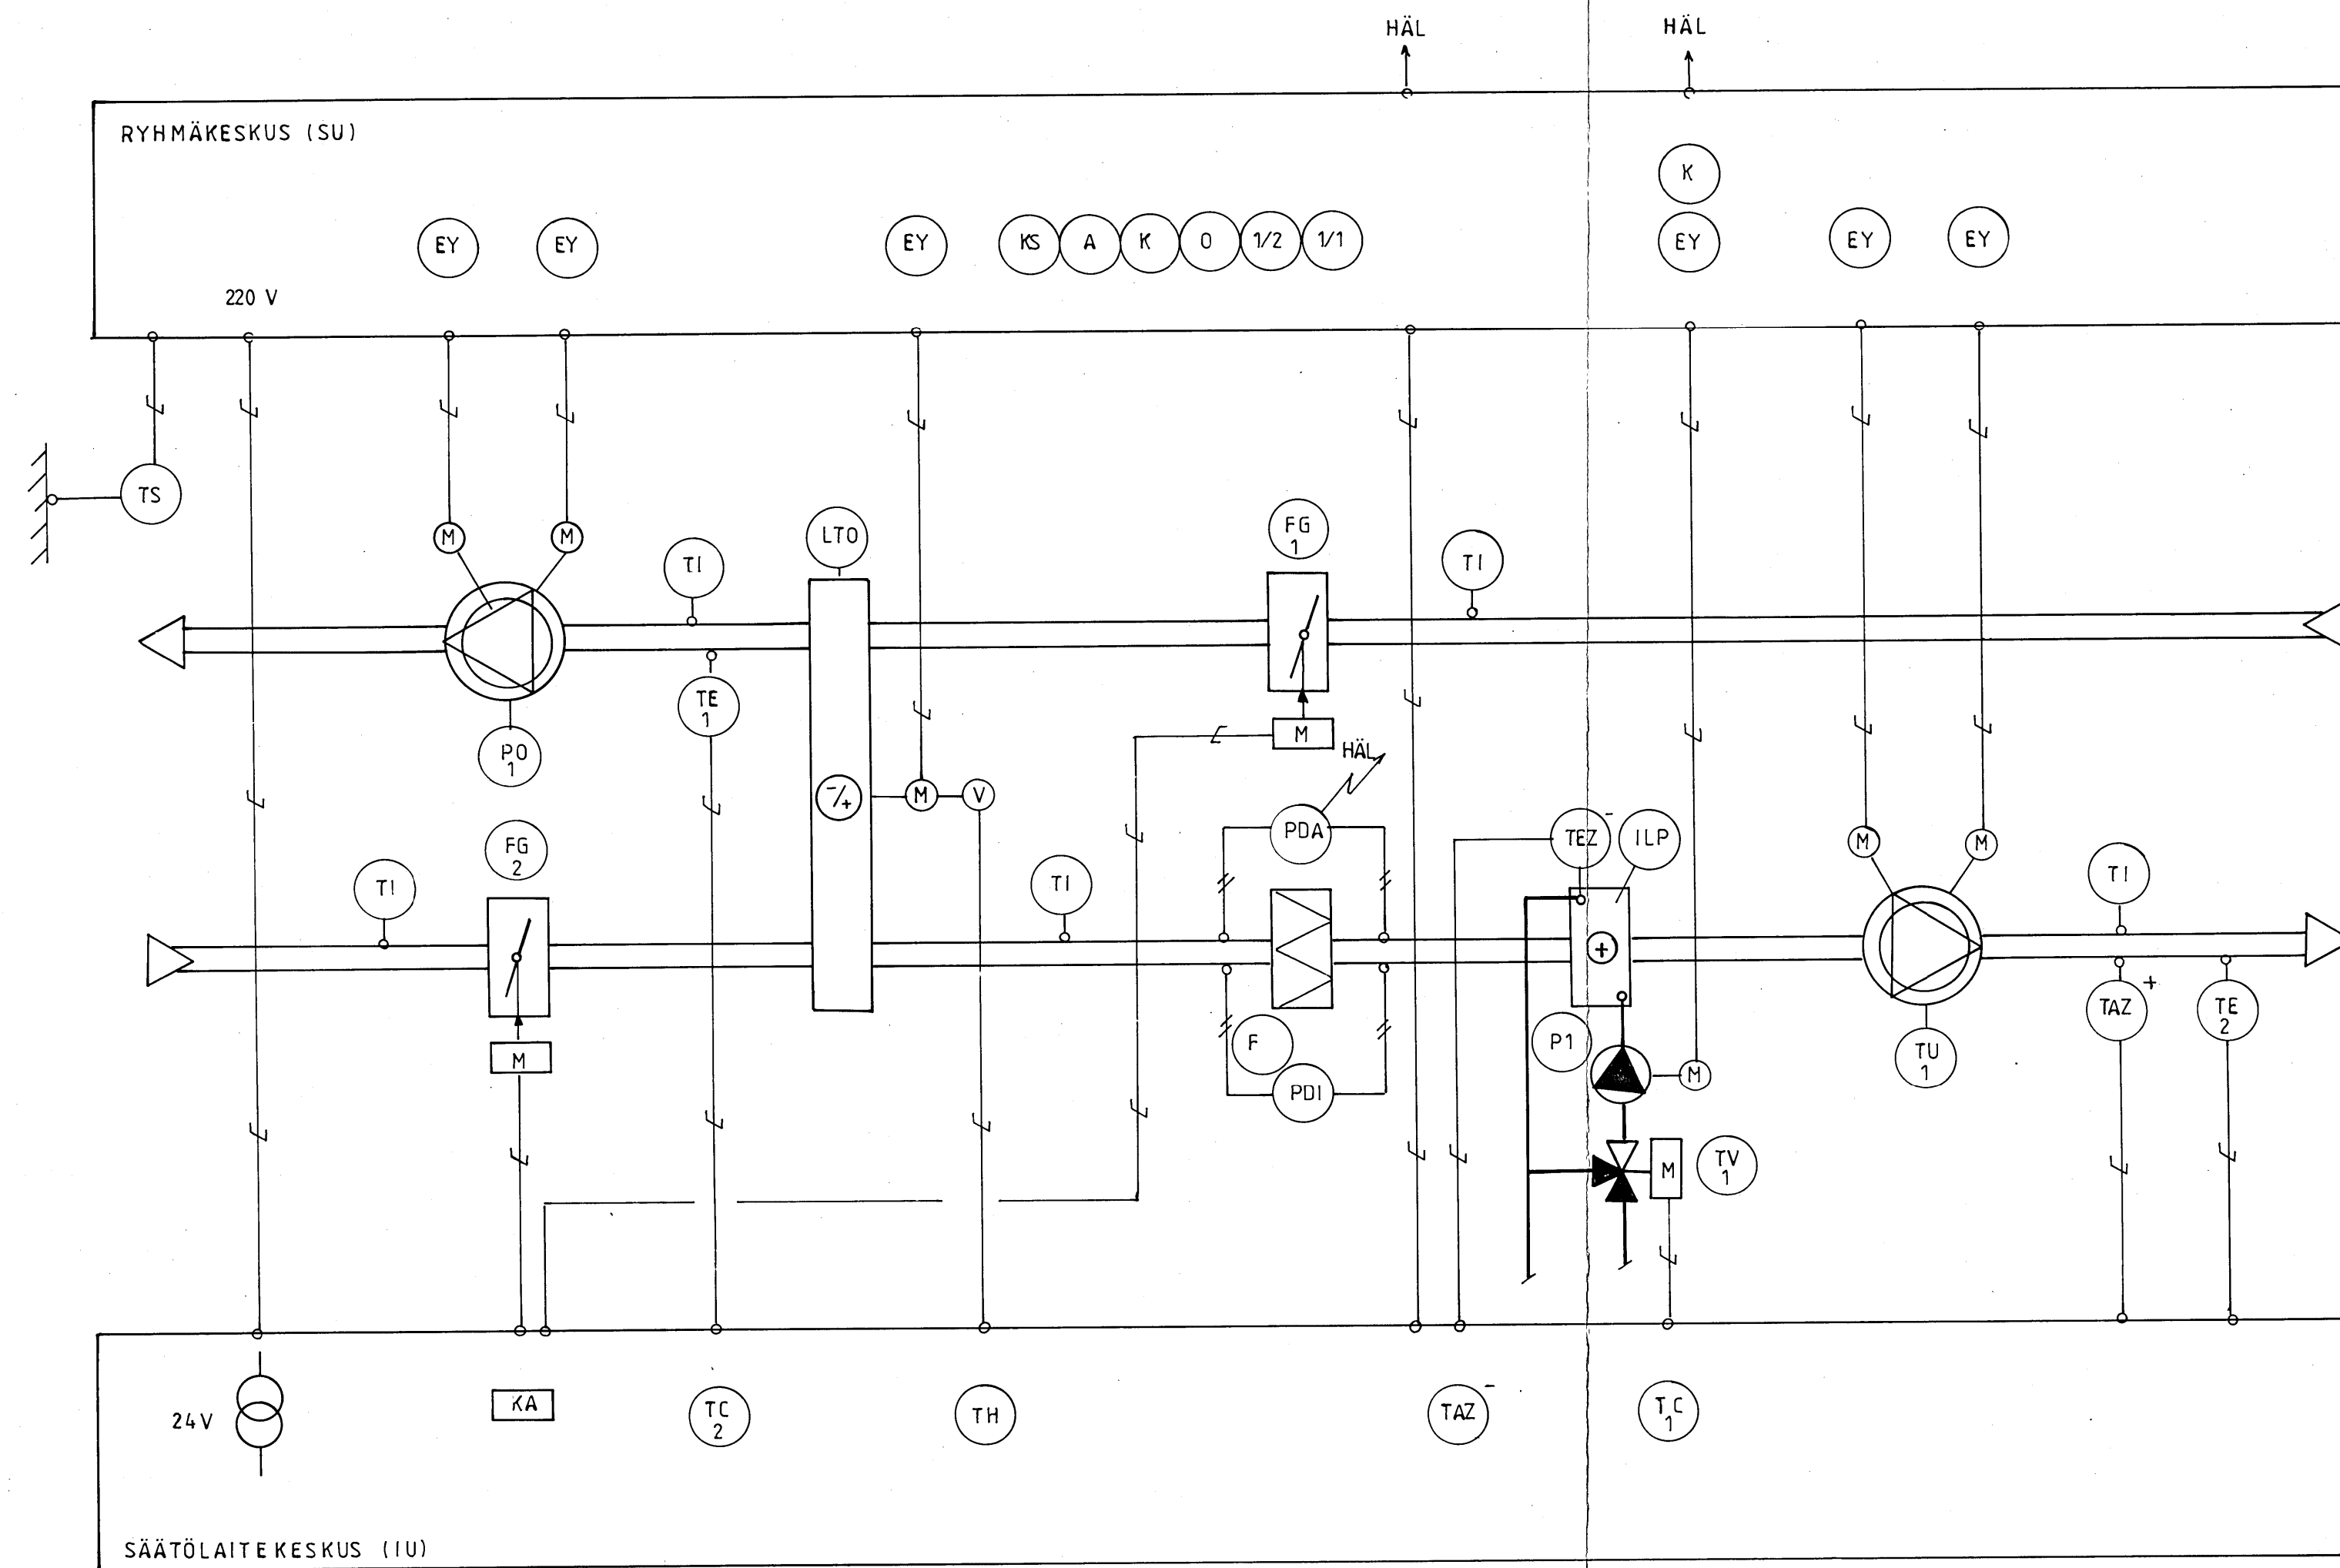 HÄL
HÄL
RYHMÄKESKUS (SU)
K
EY
EY
EY
KS
A
K
0
1/2
1/1
EY
EY
EY
220 V
TS
M
M
TI
LTO
FG
1
TI
TE
1
PO
1
M
HÄL
-/+
M
V
PDA
TEZ -
ILP
M
M
FG
2
TI
TI
TI
+
TAZ +
TE
2
F
P1
M
TU
1
M
PDI
M
TV
1
24V
KA
TC
2
TH
TAZ -
TC
1
SÄÄTÖLAITEKESKUS (IU)